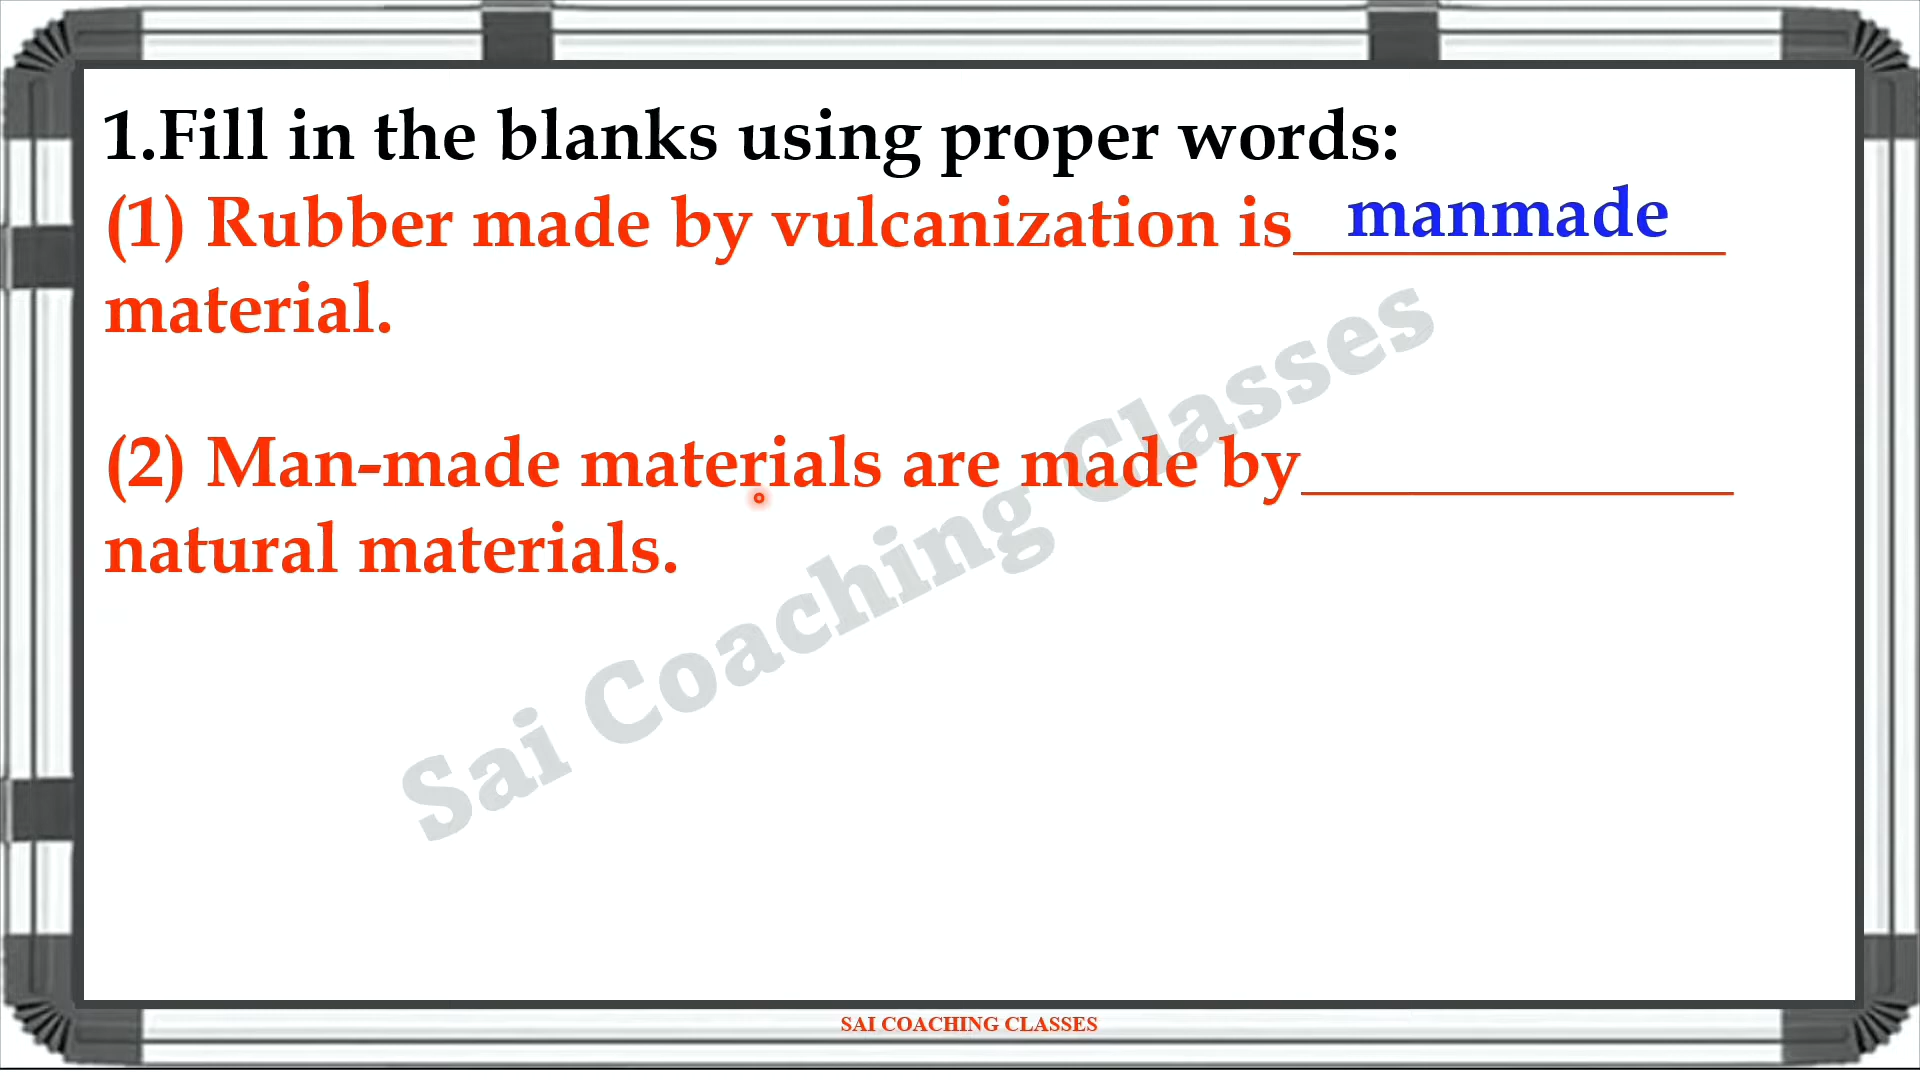 1.Fill in the blanks using proper words:
(1) Rubber made by vulcanization is manmade
material.
(2) Man-made materials are made by____________
natural materials.
Sai Coaching Classes
SAI COACHING CLASSES